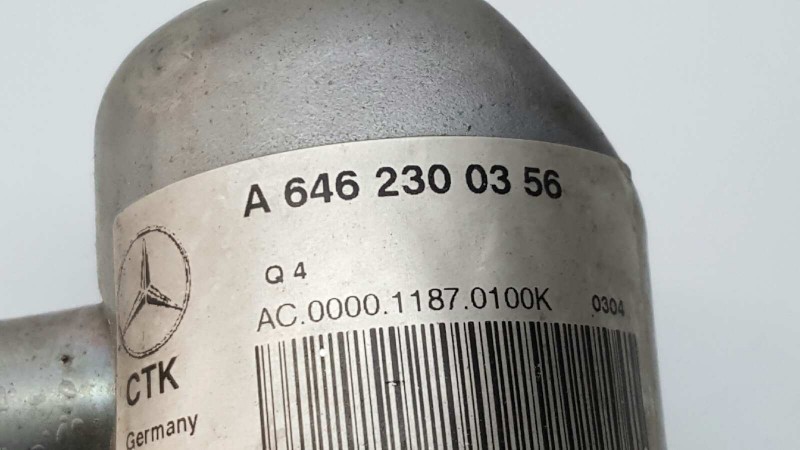 A 646 230 03 56
Q 4
AC.0000.1187.0100K 0304
CTK
Germany